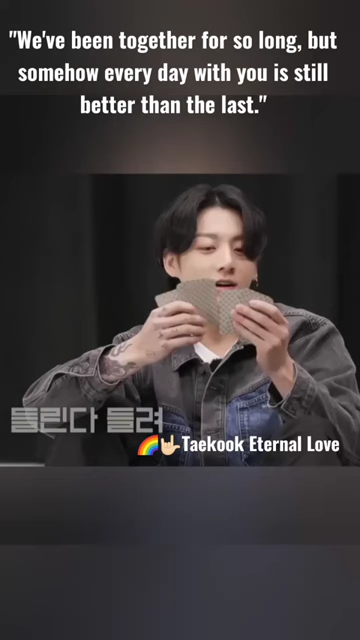 "We've been together for so long, but
somehow every day with you is still
better than the last."
들린다 들려
🌈🤟🏻Taekook Eternal Love